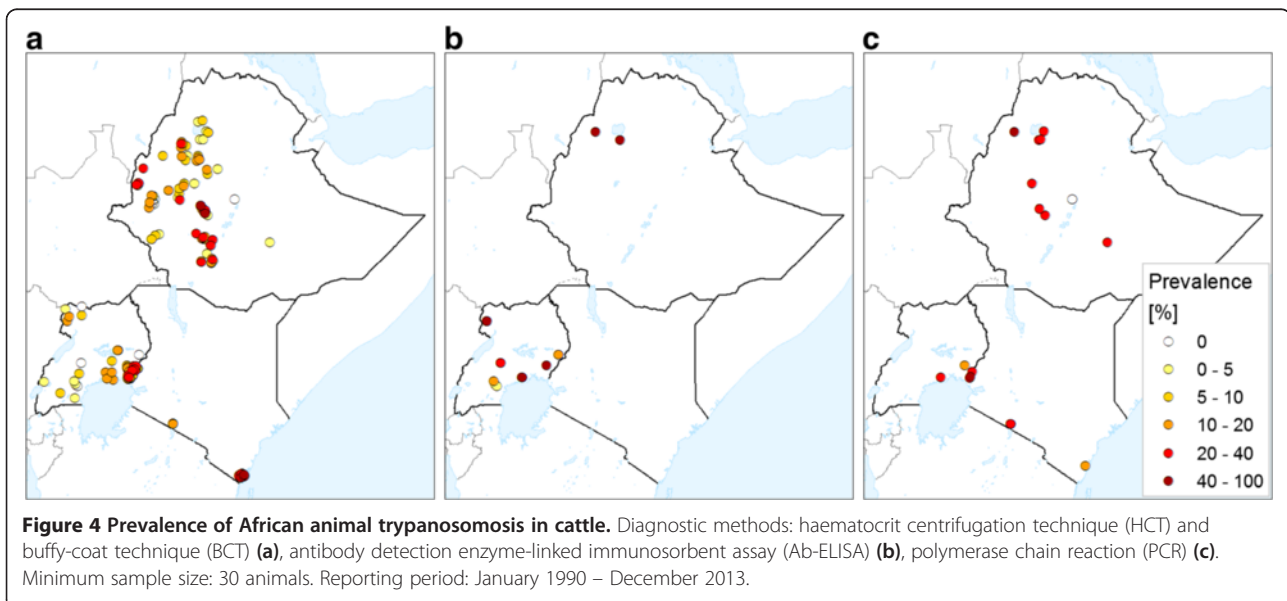 a
b
c
Prevalence
[%]
0
0 - 5
5 - 10
10 - 20
20 - 40
40 - 100
Figure 4 Prevalence of African animal trypanosomosis in cattle. Diagnostic methods: haematocrit centrifugation technique (HCT) and
buffy-coat technique (BCT) (a), antibody detection enzyme-linked immunosorbent assay (Ab-ELISA) (b), polymerase chain reaction (PCR) (c).
Minimum sample size: 30 animals. Reporting period: January 1990 – December 2013.